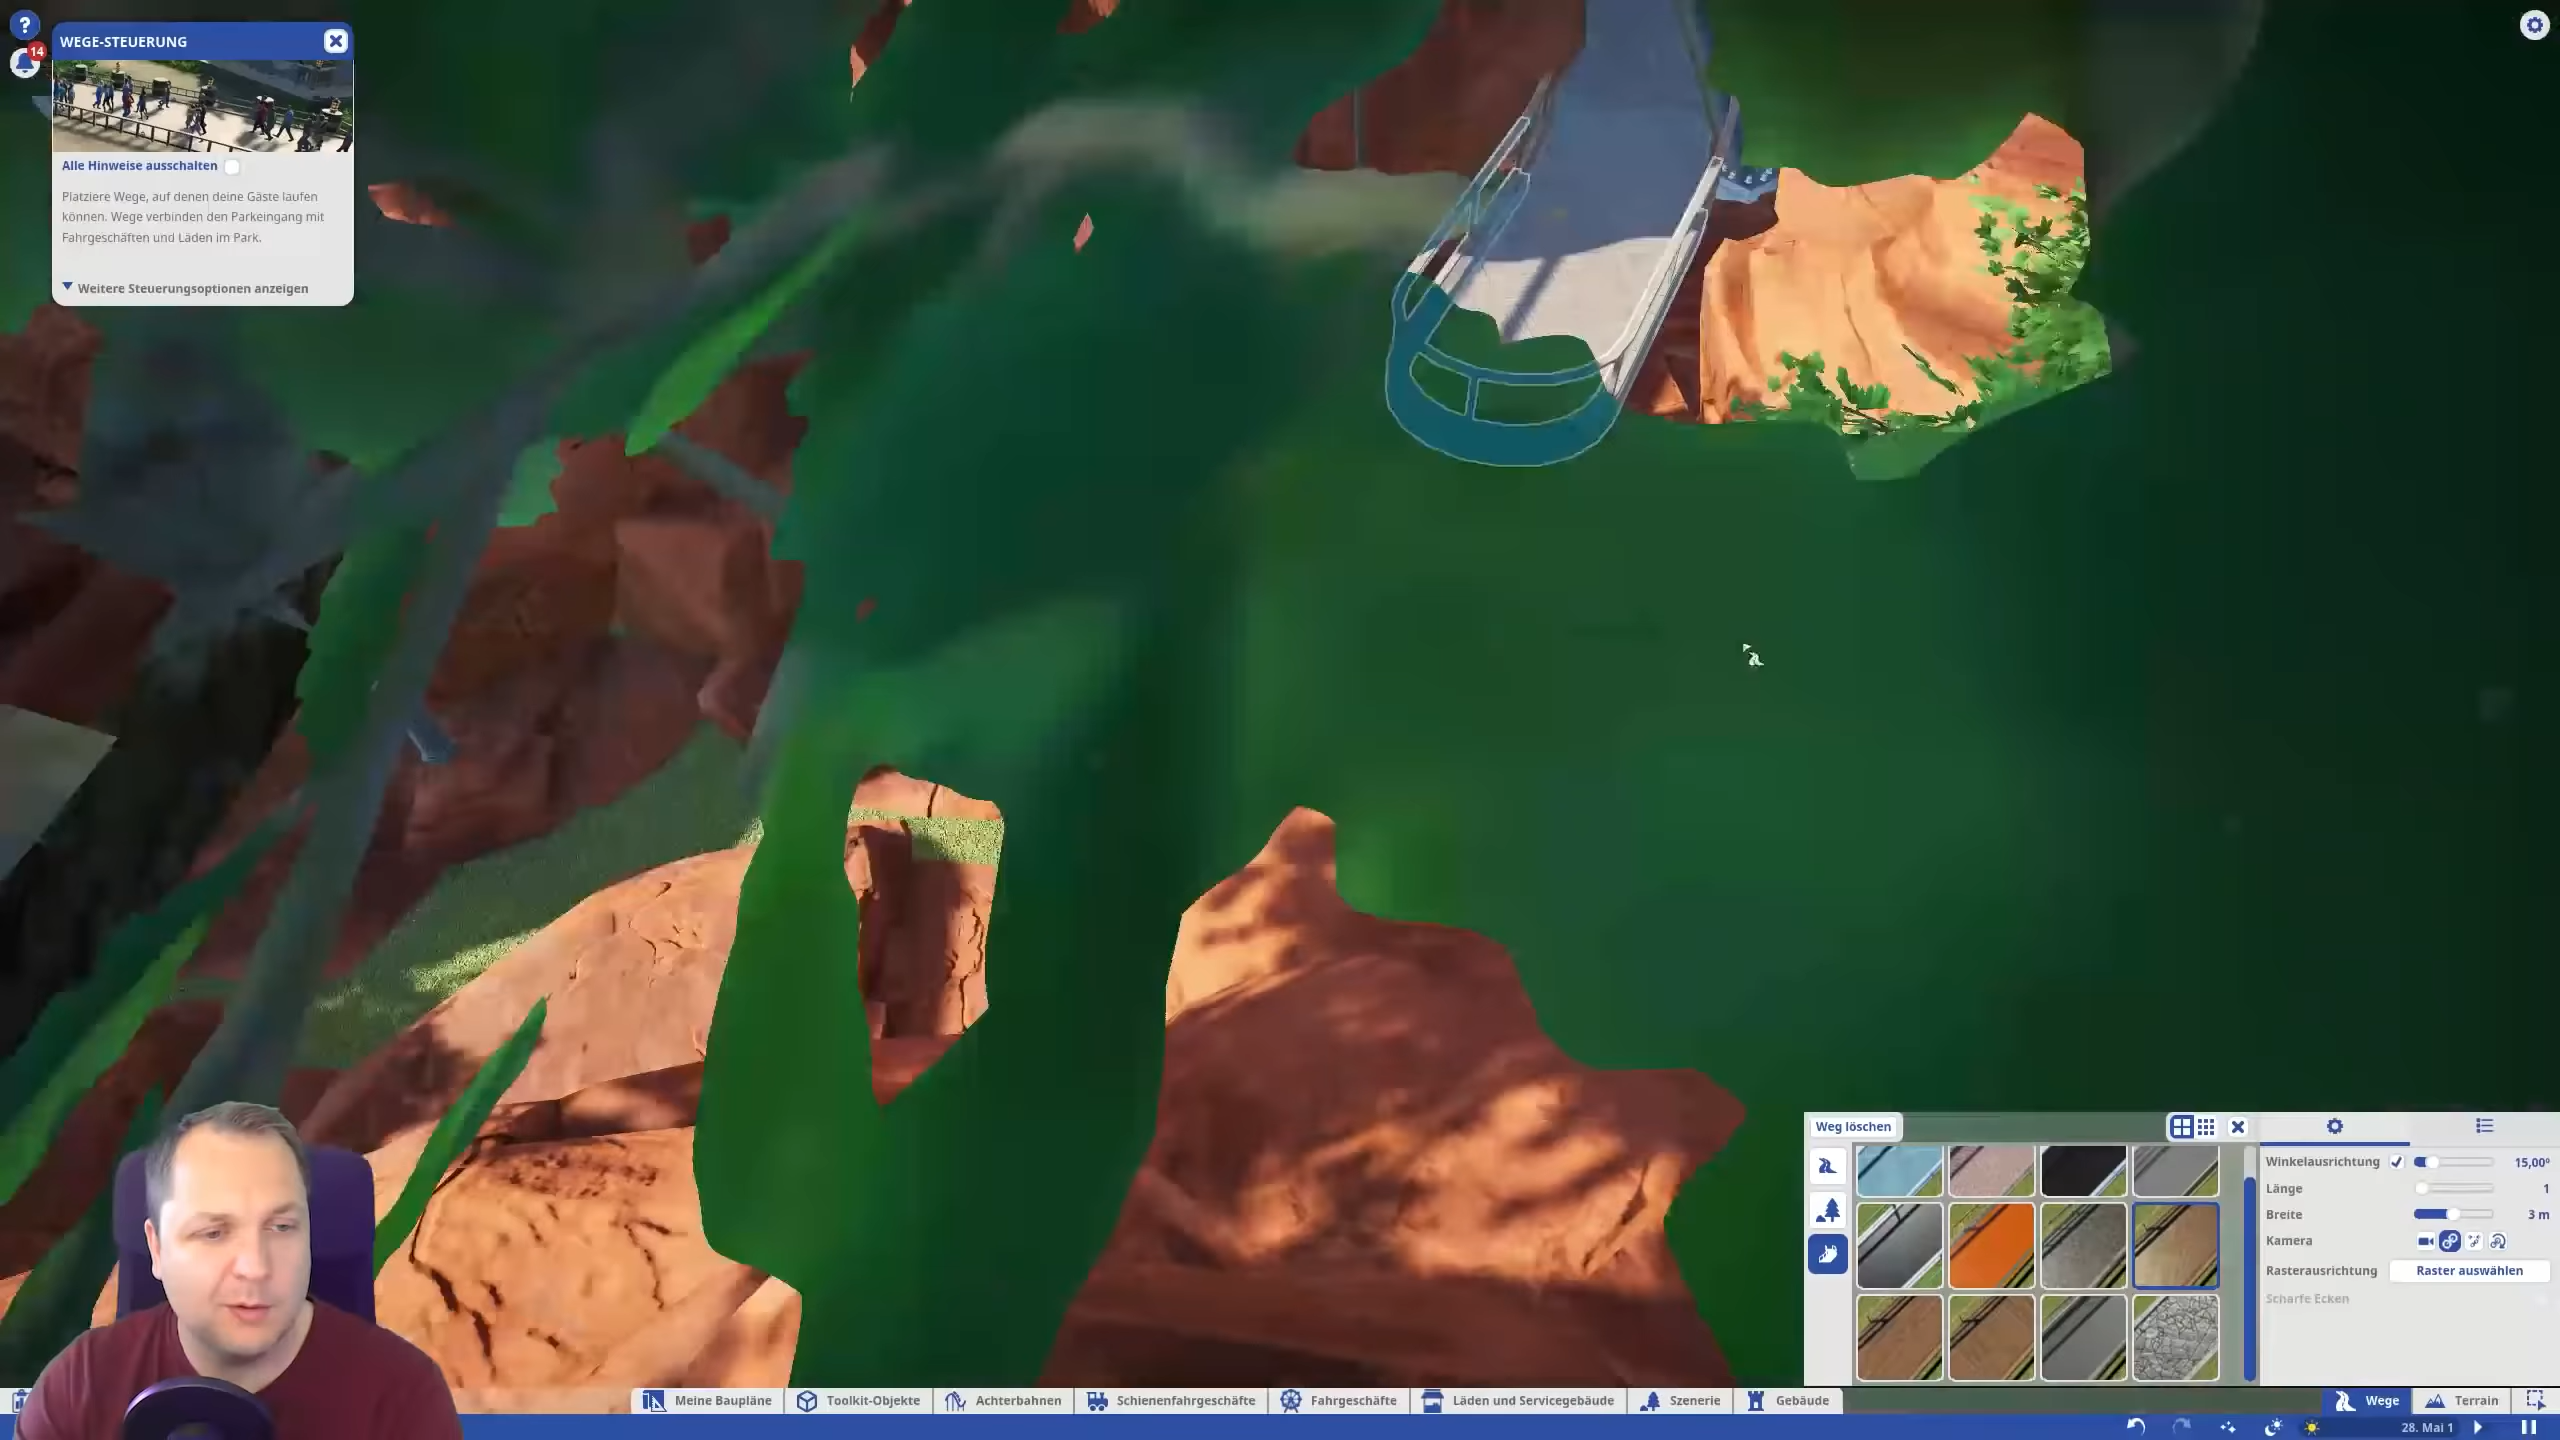 ?
14
WEGE-STEUERUNG
Alle Hinweise ausschalten
Platziere Wege, auf denen deine Gäste laufen
können. Wege verbinden den Parkeingang mit
Fahrgeschäften und Läden im Park.
Weitere Steuerungsoptionen anzeigen
Weg löschen
Winkelausrichtung 15,00°
Länge 1
Breite 3 m
Kamera
Rasterausrichtung Raster auswählen
Scharfe Ecken
Meine Baupläne Toolkit-Objekte Achterbahnen Schienenfahrgeschäfte Fahrgeschäfte Läden und Servicegebäude Szenerie Gebäude Wege Terrain
28. Mai 1